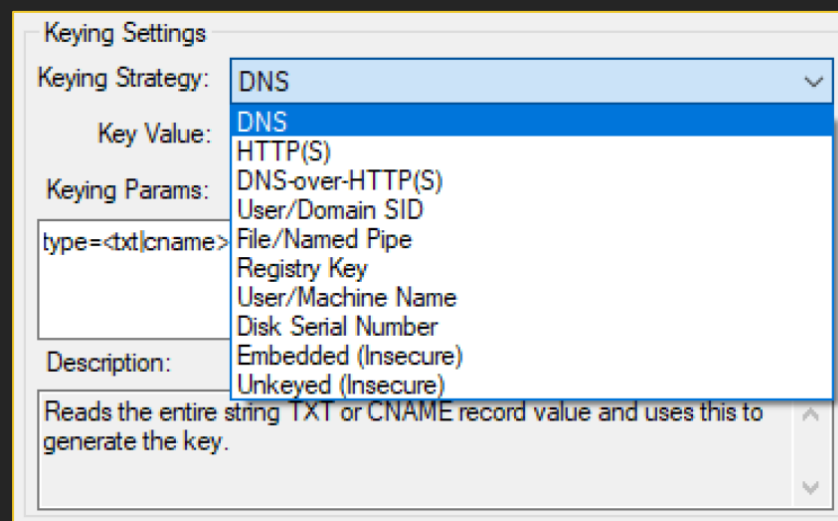 Keying Settings
Keying Strategy: DNS
DNS
Key Value:
HTTP(S)
DNS-over-HTTP(S)
Keying Params:
User/Domain SID
type=<txt|cname>
File/Named Pipe
Registry Key
User/Machine Name
Disk Serial Number
Embedded (Insecure)
Description:
Unkeyed (Insecure)
Reads the entire string TXT or CNAME record value and uses this to
generate the key.